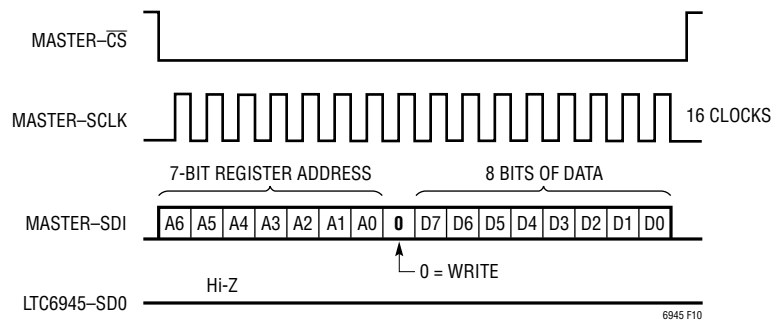 MASTER–C̅S̅
MASTER–SCLK
16 CLOCKS
7-BIT REGISTER ADDRESS
8 BITS OF DATA
MASTER–SDI
A6 A5 A4 A3 A2 A1 A0 0 D7 D6 D5 D4 D3 D2 D1 D0
0 = WRITE
Hi-Z
LTC6945–SD0
6945 F10